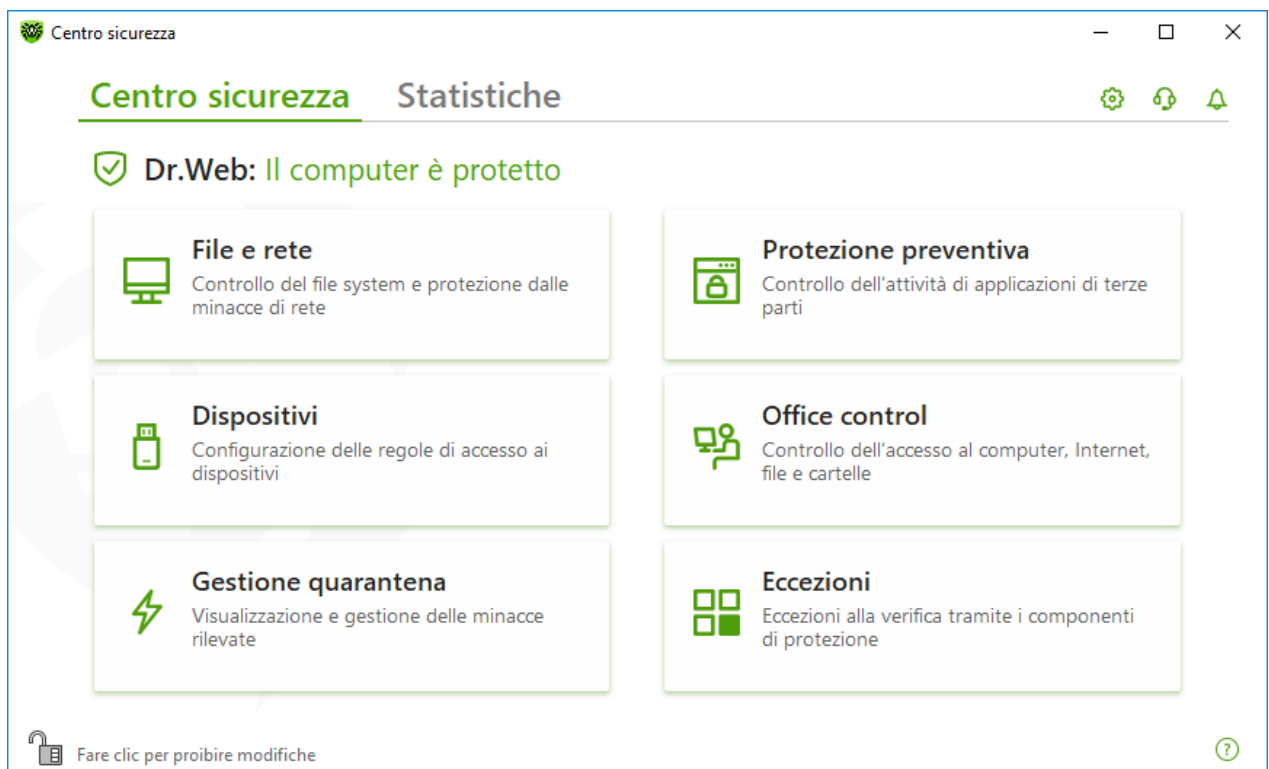 Centro sicurezza
Centro sicurezza
Statistiche
Dr.Web: Il computer è protetto
File e rete
Controllo del file system e protezione dalle
minacce di rete
Protezione preventiva
Controllo dell'attività di applicazioni di terze
parti
Dispositivi
Configurazione delle regole di accesso ai
dispositivi
Office control
Controllo dell'accesso al computer, Internet,
file e cartelle
Gestione quarantena
Visualizzazione e gestione delle minacce
rilevate
Eccezioni
Eccezioni alla verifica tramite i componenti
di protezione
Fare clic per proibire modifiche
?